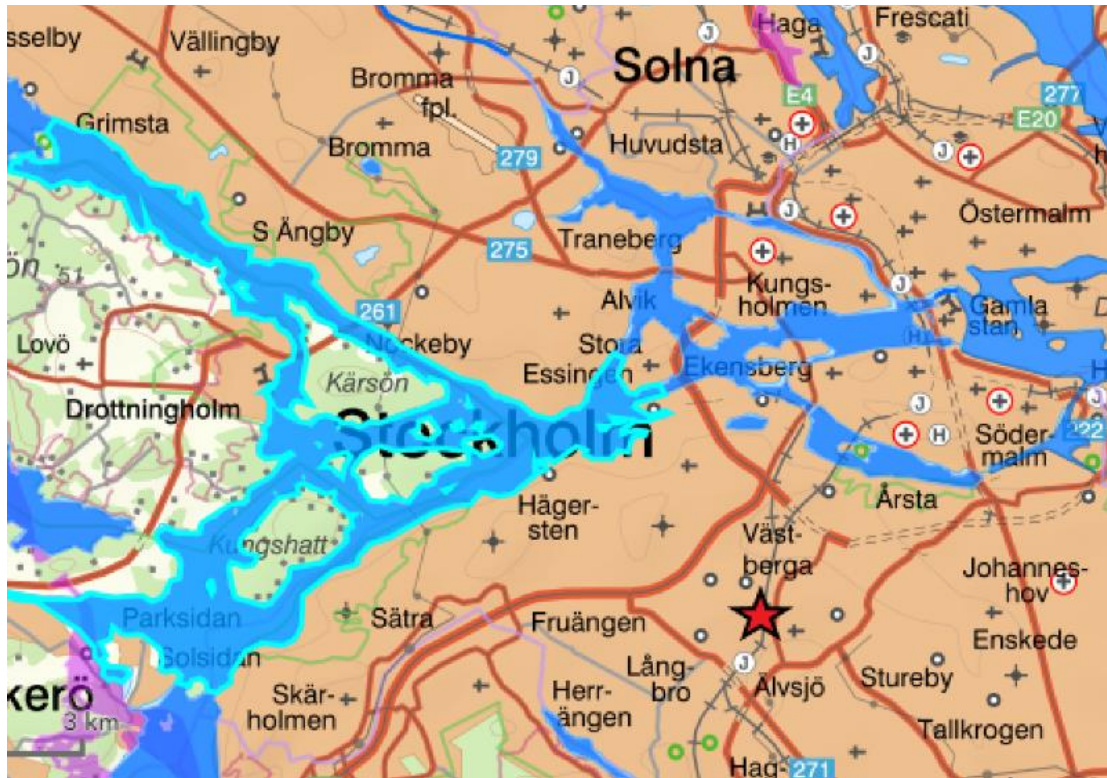 sselby
Vällingby
Bromma
fpl.
Haga
Frescati
Solna
J
J
J
E4
277
E20
Grimsta
Bromma
279
Huvudsta
H
J
S Ängby
275
Traneberg
J
Östermalm
51
ön
261
Alvik
Kungs-
holmen
J
Gamla
stan
D
Lovö
Nockeby
Stora
Essingen
Ekensberg
H
H
Kärsön
Drottningholm
Stockholm
J
H
J
222
Söder-
malm
Häger-
sten
Årsta
Kungshatt
Väst-
berga
Johannes-
hov
Parksidan
Sätra
Fruängen
Enskede
Solsidan
Lång-
bro
J
Älvsjö
Stureby
kerö
3 km
Skär-
holmen
Herr-
ängen
Tallkrogen
Hag-
271